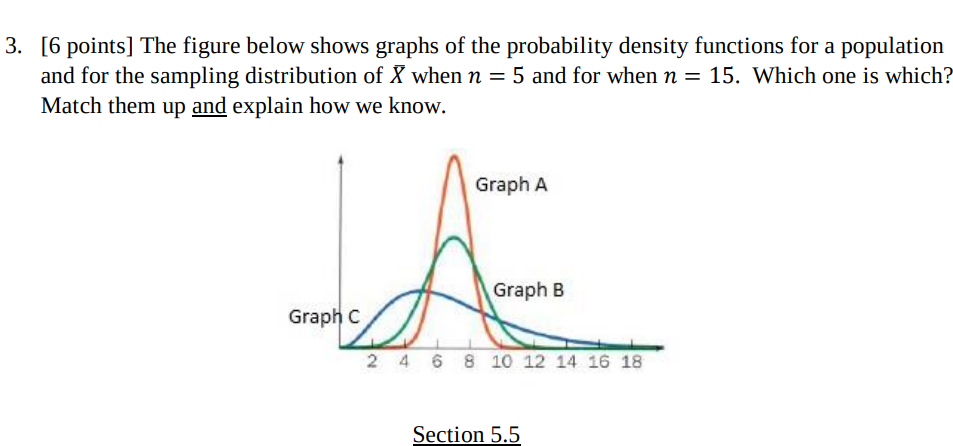 3. [6 points] The figure below shows graphs of the probability density functions for a population
and for the sampling distribution of X̄ when n = 5 and for when n = 15. Which one is which?
Match them up and explain how we know.
Graph A
Graph B
Graph C
2 4 6 8 10 12 14 16 18
Section 5.5